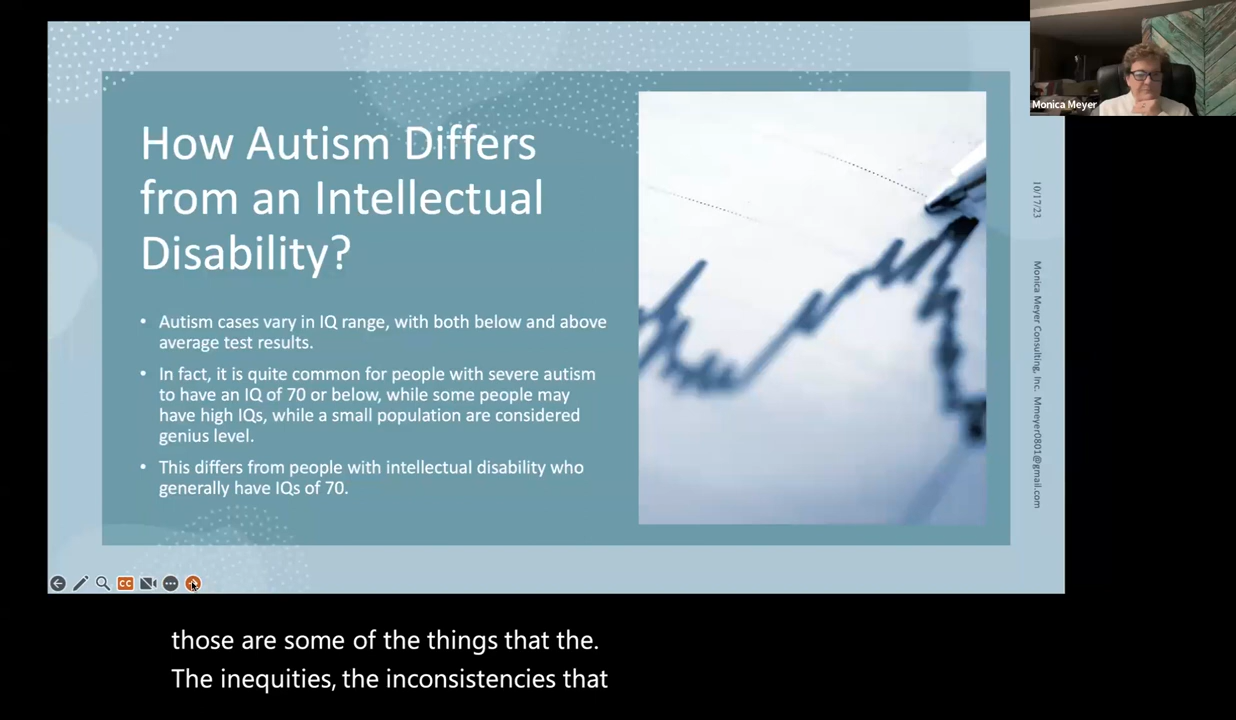 How Autism Differs
from an Intellectual
Disability?
• Autism cases vary in IQ range, with both below and above
average test results.
• In fact, it is quite common for people with severe autism
to have an IQ of 70 or below, while some people may
have high IQs, while a small population are considered
genius level.
• This differs from people with intellectual disability who
generally have IQs of 70.
10/17/23
Monica Meyer Consulting, Inc. Mmeyer0801@gmail.com
Monica Meyer
CC
those are some of the things that the.
The inequities, the inconsistencies that